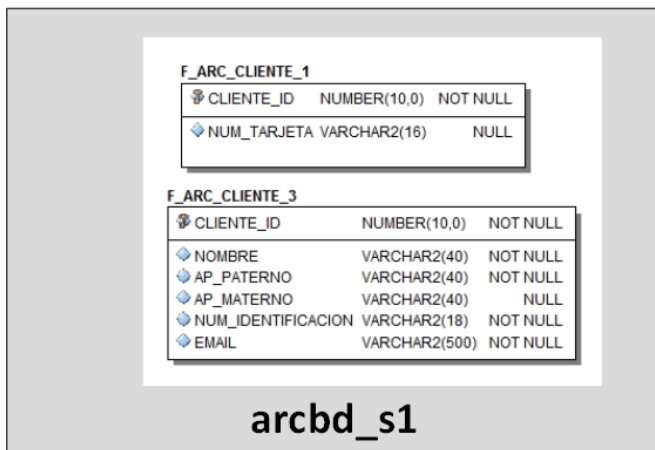 F_ARC_CLIENTE_1
CLIENTE_ID NUMBER(10,0) NOT NULL
NUM_TARJETA VARCHAR2(16) NULL
F_ARC_CLIENTE_3
CLIENTE_ID NUMBER(10,0) NOT NULL
NOMBRE VARCHAR2(40) NOT NULL
AP_PATERNO VARCHAR2(40) NOT NULL
AP_MATERNO VARCHAR2(40) NULL
NUM_IDENTIFICACION VARCHAR2(18) NOT NULL
EMAIL VARCHAR2(500) NOT NULL
arcbd_s1